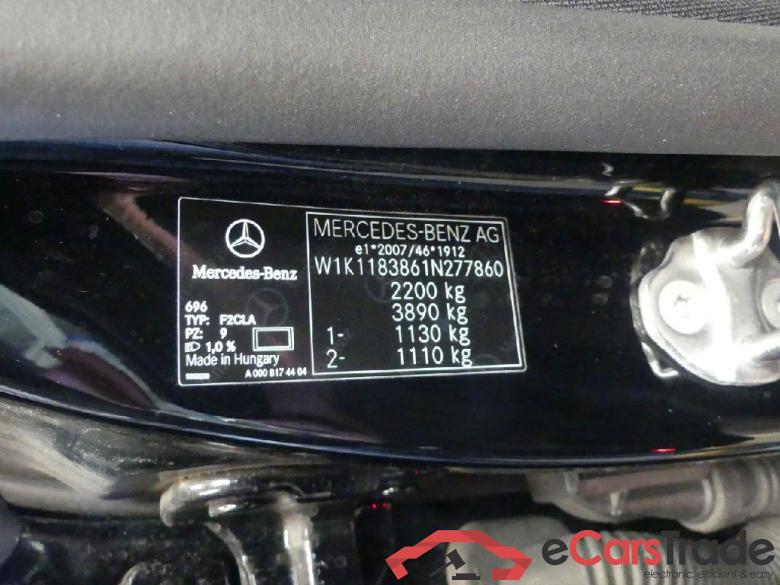 Mercedes-Benz
696
TYP: F2CLA
PZ: 9
1,0 %
Made in Hungary
A 000 817 44 04
MERCEDES-BENZ AG
e1*2007/46*1912
W1K1183861N277860
2200 kg
3890 kg
1- 1130 kg
2- 1110 kg
eCarsTrade
electronic, efficient & easy